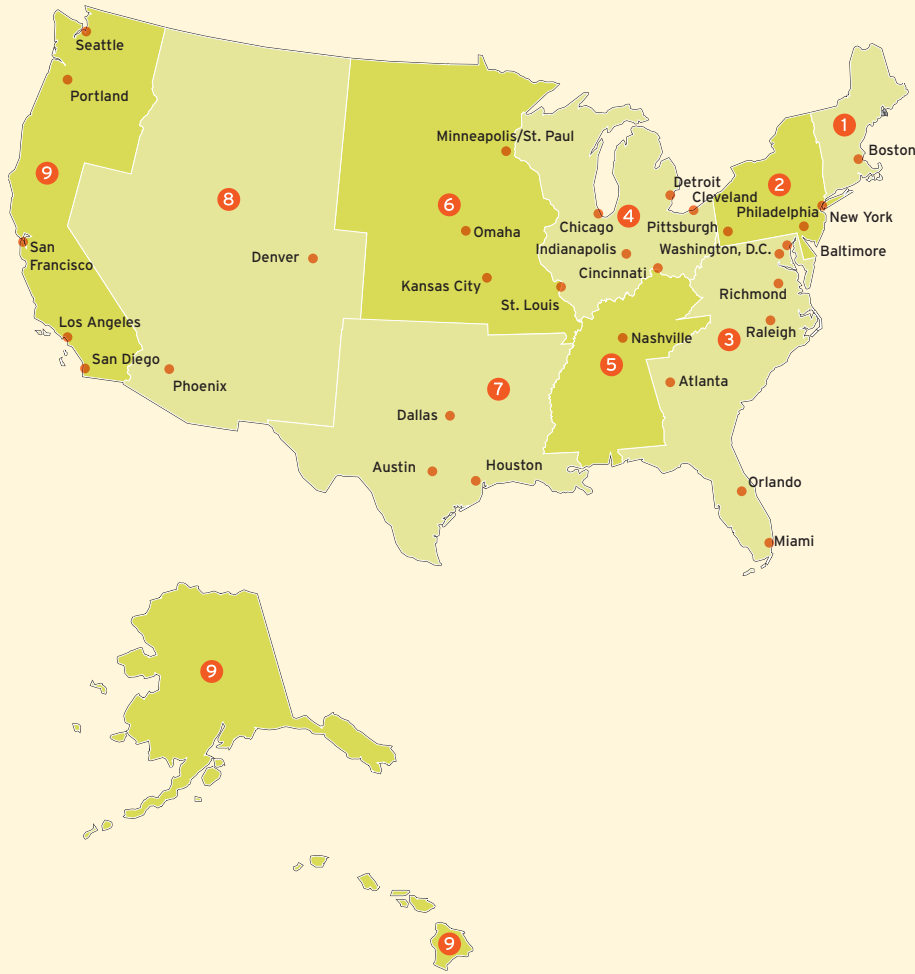 Seattle
Portland
9
San
Francisco
Los Angeles
San Diego
Phoenix
8
Denver
6
Minneapolis/St. Paul
Omaha
Kansas City
St. Louis
7
Dallas
Austin
Houston
5
Nashville
4
Chicago
Indianapolis
Cincinnati
Detroit
Cleveland
Pittsburgh
2
Philadelphia
1
Boston
New York
Washington, D.C.
Baltimore
Richmond
Raleigh
3
Atlanta
Orlando
Miami
9
9